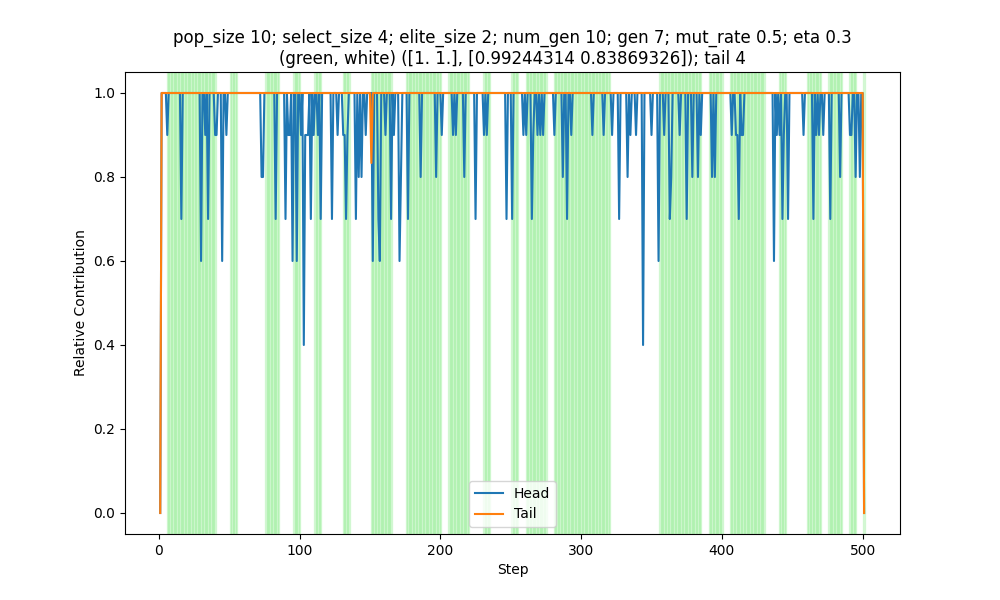 pop_size 10; select_size 4; elite_size 2; num_gen 10; gen 7; mut_rate 0.5; eta 0.3
(green, white) ([1. 1.], [0.99244314 0.83869326]); tail 4
1.0
0.8
0.6
0.4
0.2
0.0
Relative Contribution
Head
Tail
0
100
200
300
400
500
Step